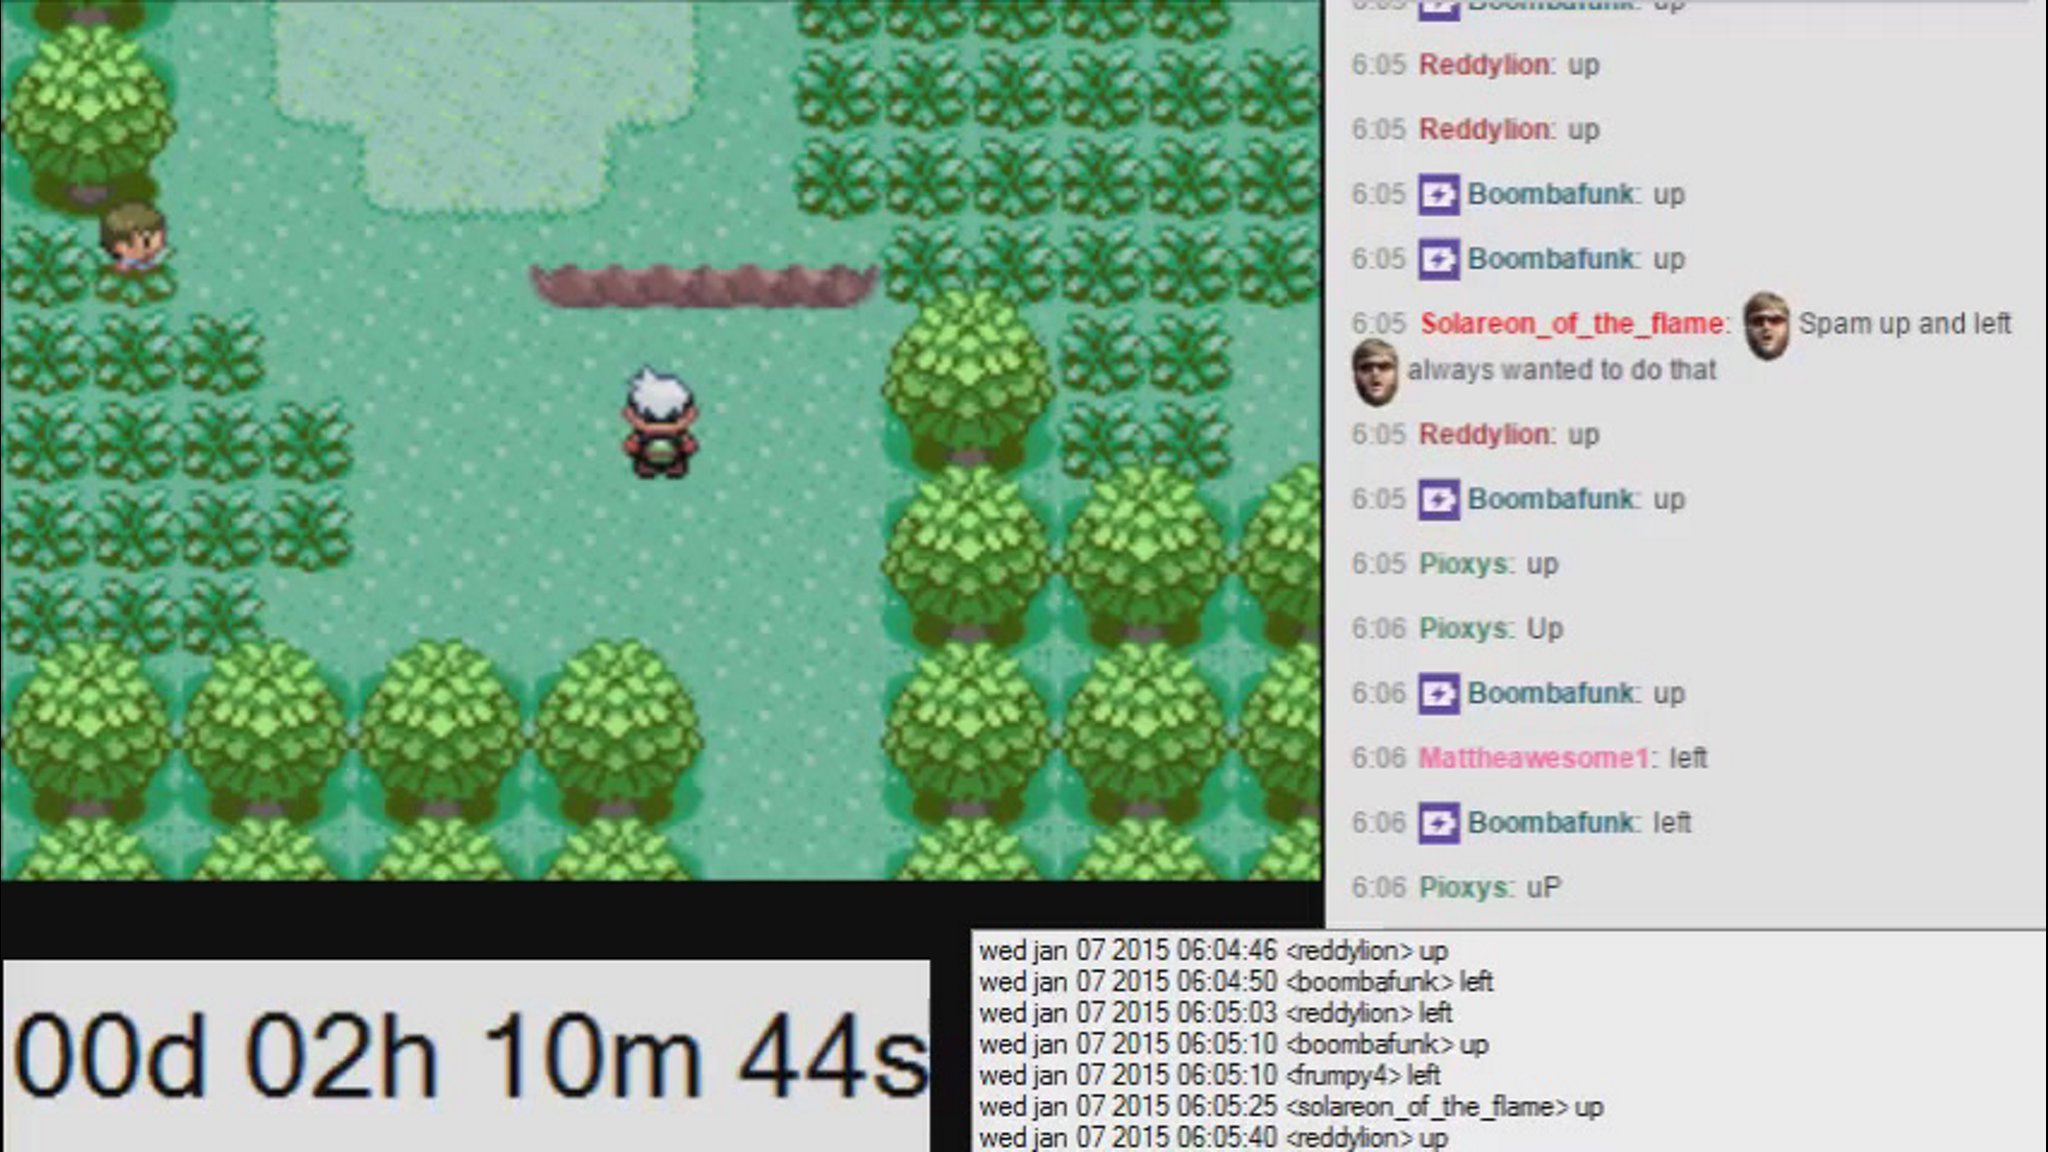 6:05 Boombafunk: up
6:05 Reddylion: up
6:05 Reddylion: up
6:05 Boombafunk: up
6:05 Boombafunk: up
6:05 Solareon_of_the_flame: Spam up and left
always wanted to do that
6:05 Reddylion: up
6:05 Boombafunk: up
6:05 Pioxys: up
6:06 Pioxys: Up
6:06 Boombafunk: up
6:06 Mattheawesome1: left
6:06 Boombafunk: left
6:06 Pioxys: uP
00d 02h 10m 44s
wed jan 07 2015 06:04:46 <reddylion> up
wed jan 07 2015 06:04:50 <boombafunk> left
wed jan 07 2015 06:05:03 <reddylion> left
wed jan 07 2015 06:05:10 <boombafunk> up
wed jan 07 2015 06:05:10 <frumpy4> left
wed jan 07 2015 06:05:25 <solareon_of_the_flame> up
wed jan 07 2015 06:05:40 <reddylion> up